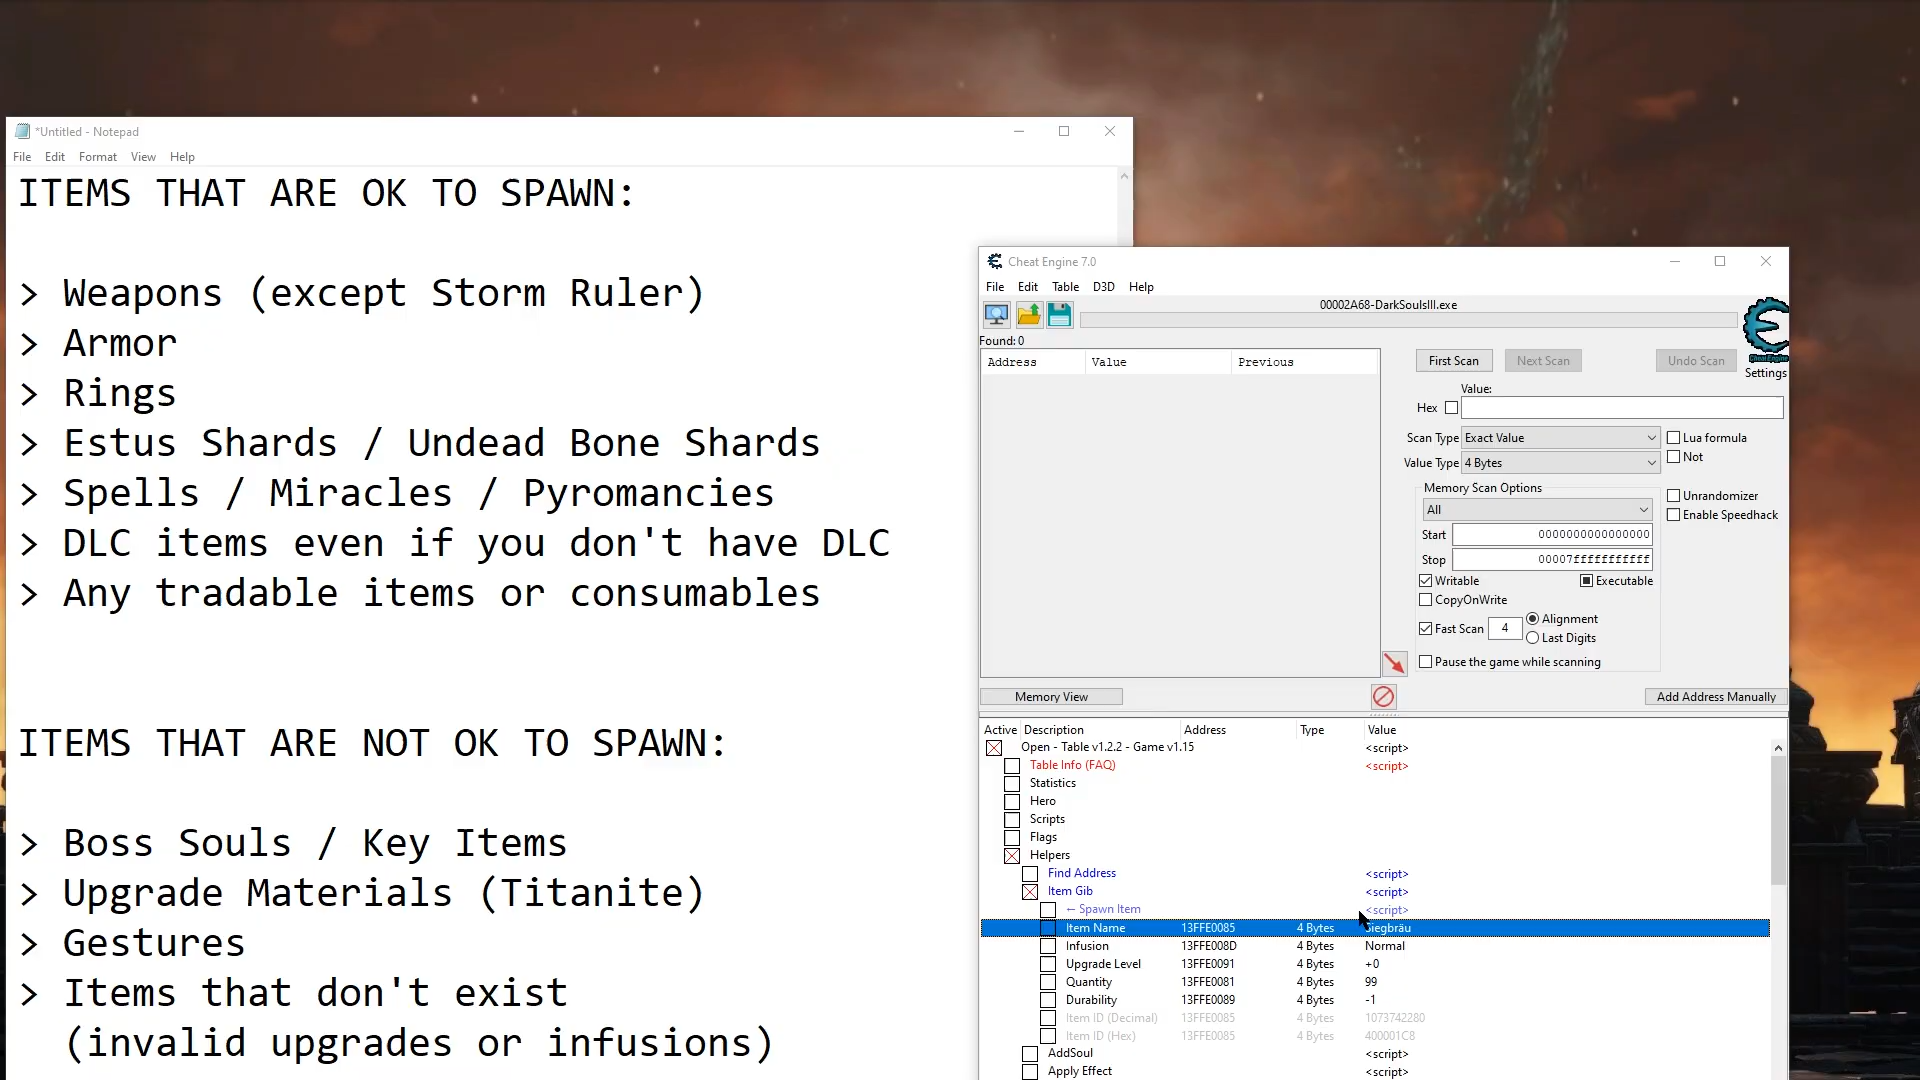 *Untitled - Notepad
File Edit Format View Help
ITEMS THAT ARE OK TO SPAWN:
> Weapons (except Storm Ruler)
> Armor
> Rings
> Estus Shards / Undead Bone Shards
> Spells / Miracles / Pyromancies
> DLC items even if you don't have DLC
> Any tradable items or consumables
ITEMS THAT ARE NOT OK TO SPAWN:
> Boss Souls / Key Items
> Upgrade Materials (Titanite)
> Gestures
> Items that don't exist
(invalid upgrades or infusions)
Cheat Engine 7.0
File Edit Table D3D Help
00002A68-DarkSoulsIII.exe
Found: 0
Address Value Previous
First Scan Next Scan Undo Scan
Cheat Engine
Settings
Value:
Hex
Scan Type Exact Value Lua formula
Value Type 4 Bytes Not
Memory Scan Options
All
Unrandomizer
Enable Speedhack
Start 0000000000000000
Stop 00007fffffffffff
Writable Executable
CopyOnWrite
Fast Scan 4 Alignment
Last Digits
Pause the game while scanning
Memory View Add Address Manually
Active Description Address Type Value
Open - Table v1.2.2 - Game v1.15 <script>
Table Info (FAQ) <script>
Statistics
Hero
Scripts
Flags
Helpers
Find Address <script>
Item Gib <script>
← Spawn Item <script>
Item Name 13FFE0085 4 Bytes Siegbräu
Infusion 13FFE008D 4 Bytes Normal
Upgrade Level 13FFE0091 4 Bytes +0
Quantity 13FFE0081 4 Bytes 99
Durability 13FFE0089 4 Bytes -1
Item ID (Decimal) 13FFE0085 4 Bytes 1073742280
Item ID (Hex) 13FFE0085 4 Bytes 400001C8
AddSoul <script>
Apply Effect <script>